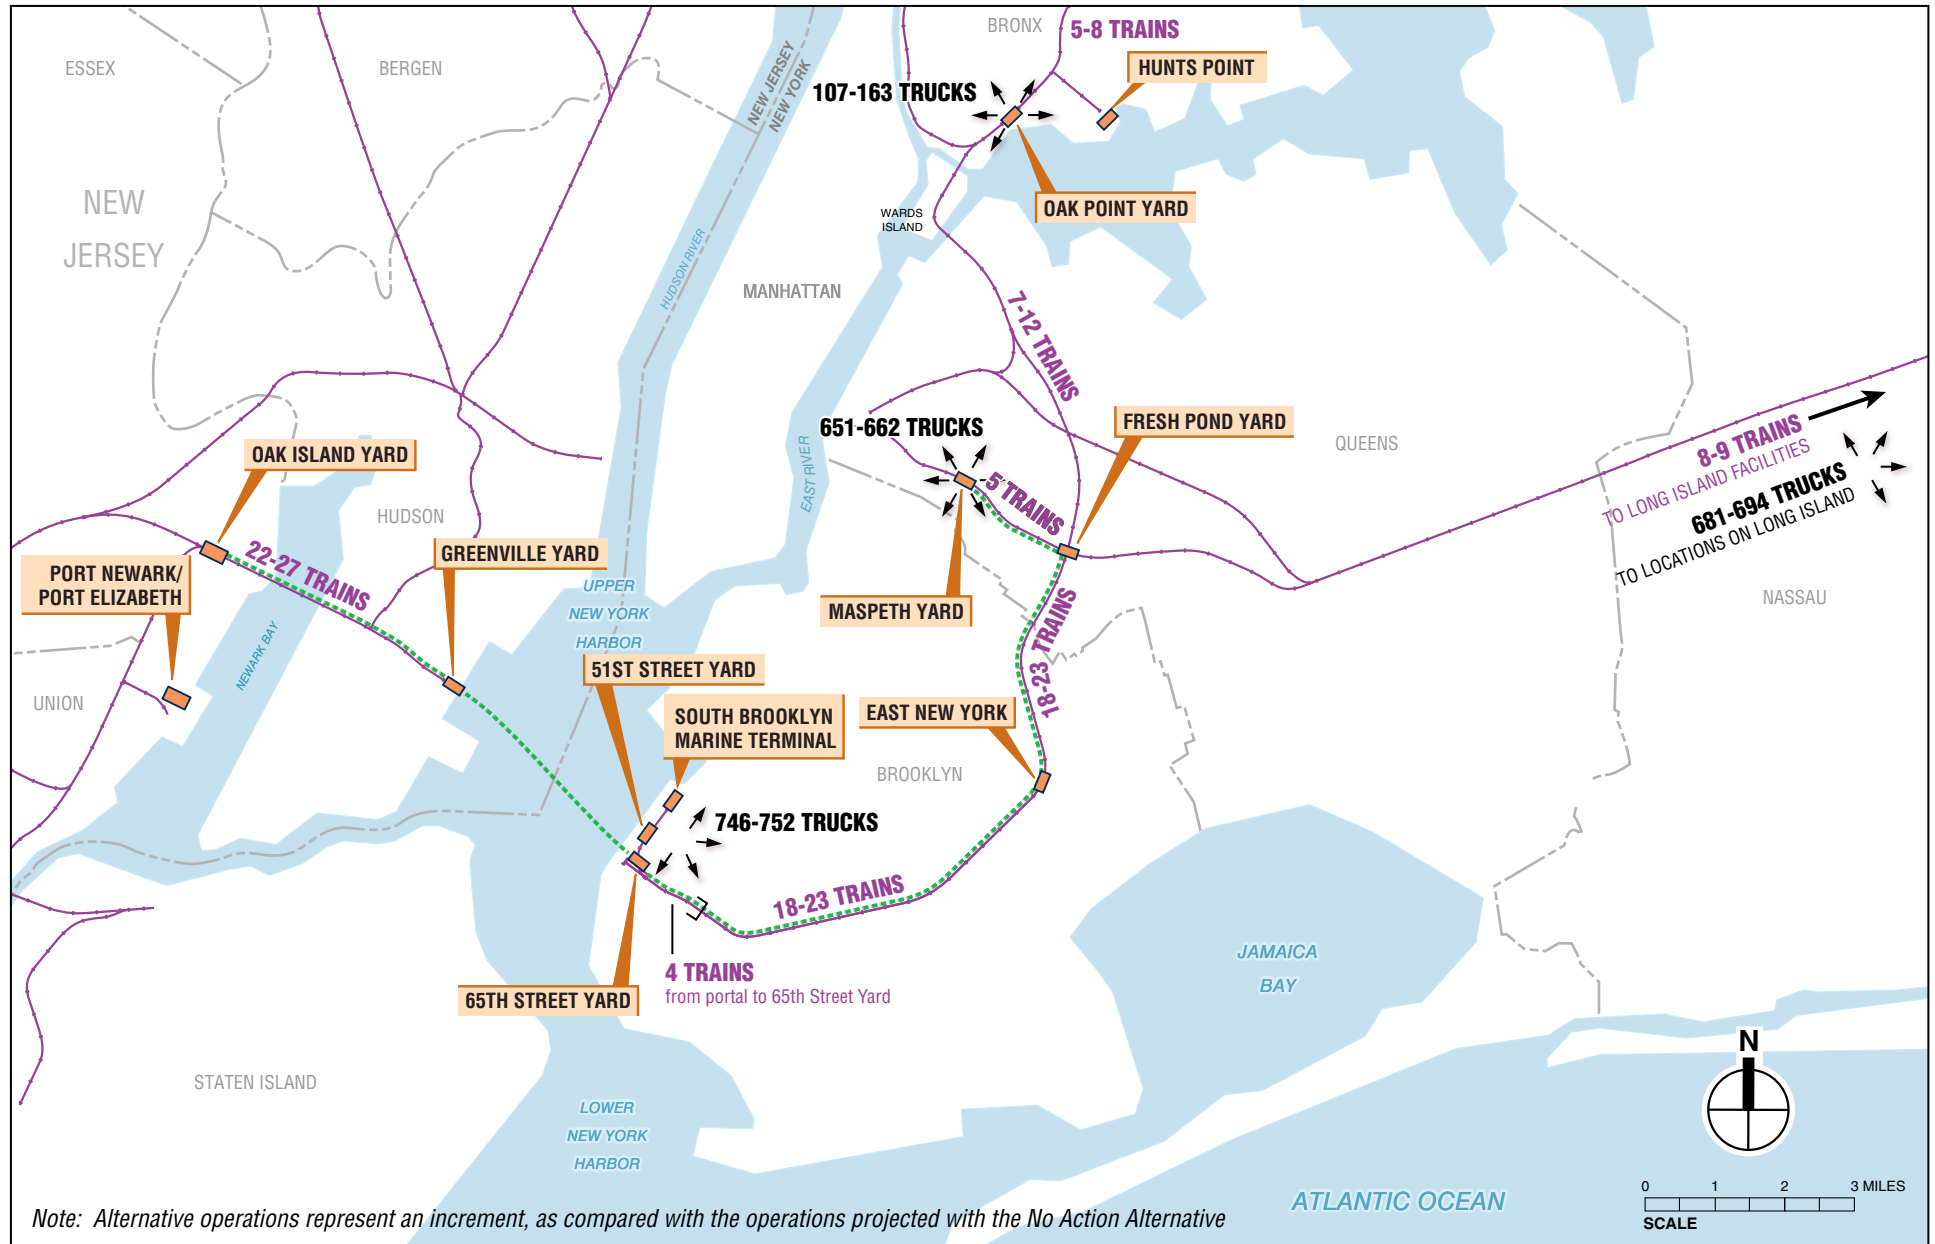 BRONX
5-8 TRAINS
ESSEX
BERGEN
HUNTS POINT
NEW JERSEY
NEW YORK
107-163 TRUCKS
NEW
JERSEY
OAK POINT YARD
WARDS
ISLAND
HUDSON RIVER
MANHATTAN
7-12 TRAINS
651-662 TRUCKS
FRESH POND YARD
QUEENS
8-9 TRAINS
TO LONG ISLAND FACILITIES
681-694 TRUCKS
TO LOCATIONS ON LONG ISLAND
OAK ISLAND YARD
EAST RIVER
5 TRAINS
HUDSON
22-27 TRAINS
GREENVILLE YARD
PORT NEWARK/
PORT ELIZABETH
UPPER
NEW YORK
HARBOR
MASPETH YARD
NASSAU
18-23 TRAINS
NEWARK BAY
51ST STREET YARD
UNION
SOUTH BROOKLYN
MARINE TERMINAL
EAST NEW YORK
BROOKLYN
746-752 TRUCKS
18-23 TRAINS
JAMAICA
BAY
4 TRAINS
from portal to 65th Street Yard
65TH STREET YARD
N
STATEN ISLAND
LOWER
NEW YORK
HARBOR
ATLANTIC OCEAN
0 1 2 3 MILES
SCALE
Note: Alternative operations represent an increment, as compared with the operations projected with the No Action Alternative